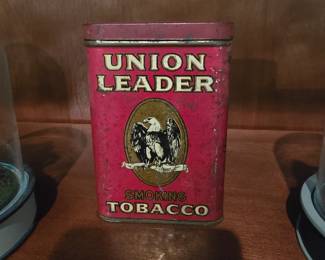 UNION
LEADER
SMOKING
TOBACCO